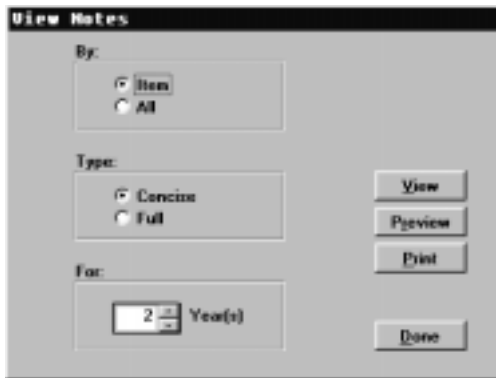 View Notes
By:
Item
All
Type:
Concise
Full
View
Preview
Print
For:
2 Year(s)
Done